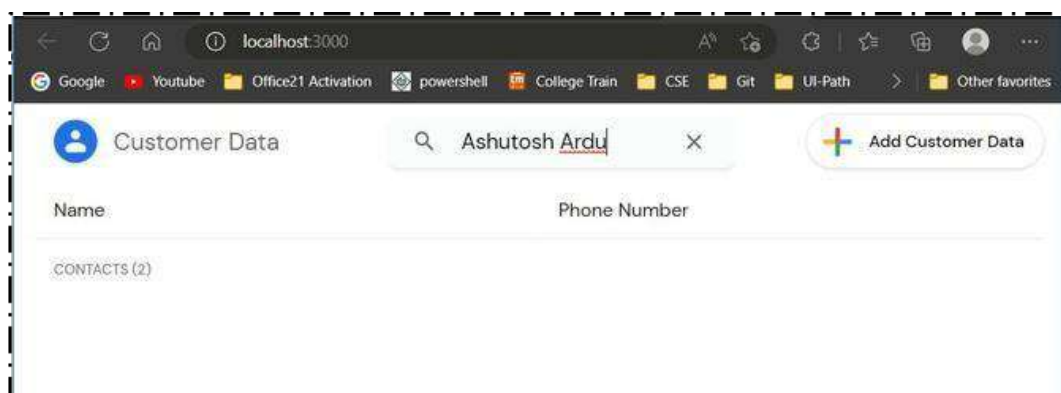 localhost:3000
Google Youtube Office21 Activation powershell College Train CSE Git UI-Path Other favorites
Customer Data Ashutosh Ardu Add Customer Data
Name Phone Number
CONTACTS (2)